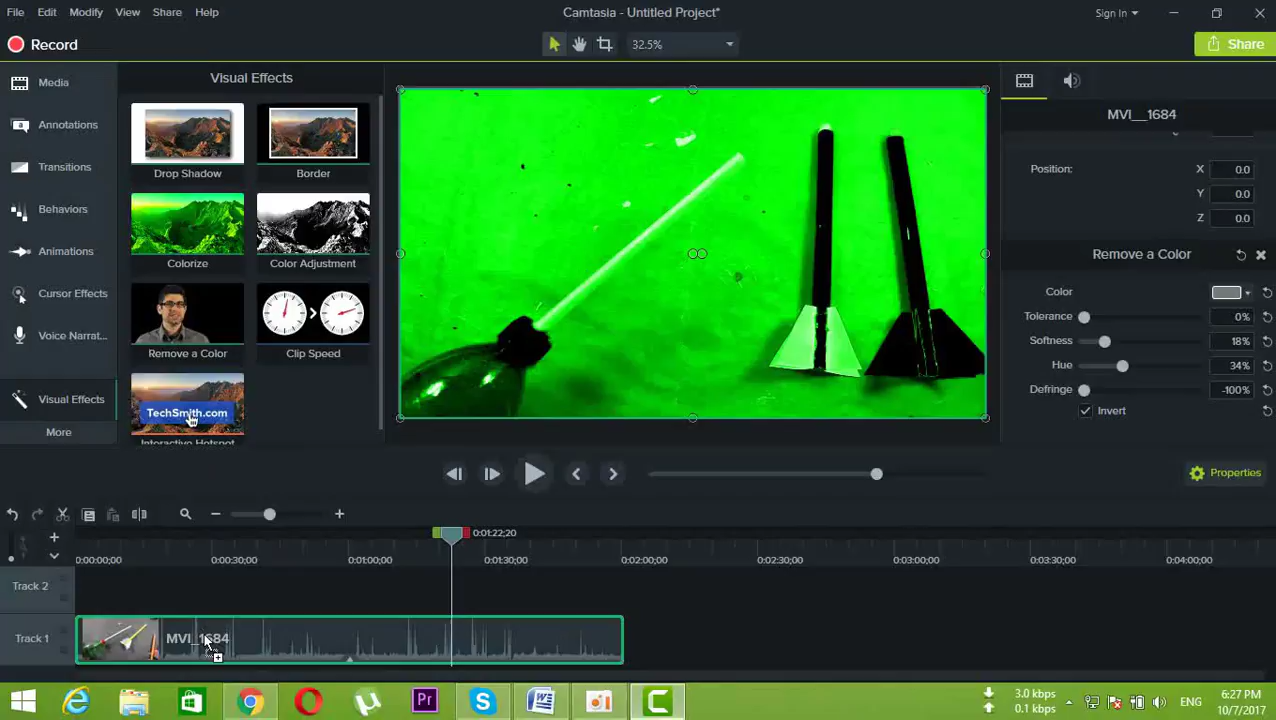 File Edit Modify View Share Help
Camtasia - Untitled Project*
Sign In
Record
32.5%
Share
Media
Annotations
Transitions
Behaviors
Animations
Cursor Effects
Voice Narrat...
Visual Effects
More
Visual Effects
Drop Shadow
Border
Colorize
Color Adjustment
Remove a Color
Clip Speed
TechSmith.com
Interactive Hotspot
MVI__1684
Position:
X 0.0
Y 0.0
Z 0.0
Remove a Color
Color
Tolerance 0%
Softness 18%
Hue 34%
Defringe -100%
Invert
Properties
0:01:22;20
0:00:00;00 0:00:30;00 0:01:00;00 0:01:30;00 0:02:00;00 0:02:30;00 0:03:00;00 0:03:30;00 0:04:00;00
Track 2
Track 1
MVI__1684
Pr
3.0 kbps
0.1 kbps
ENG
6:27 PM
10/7/2017